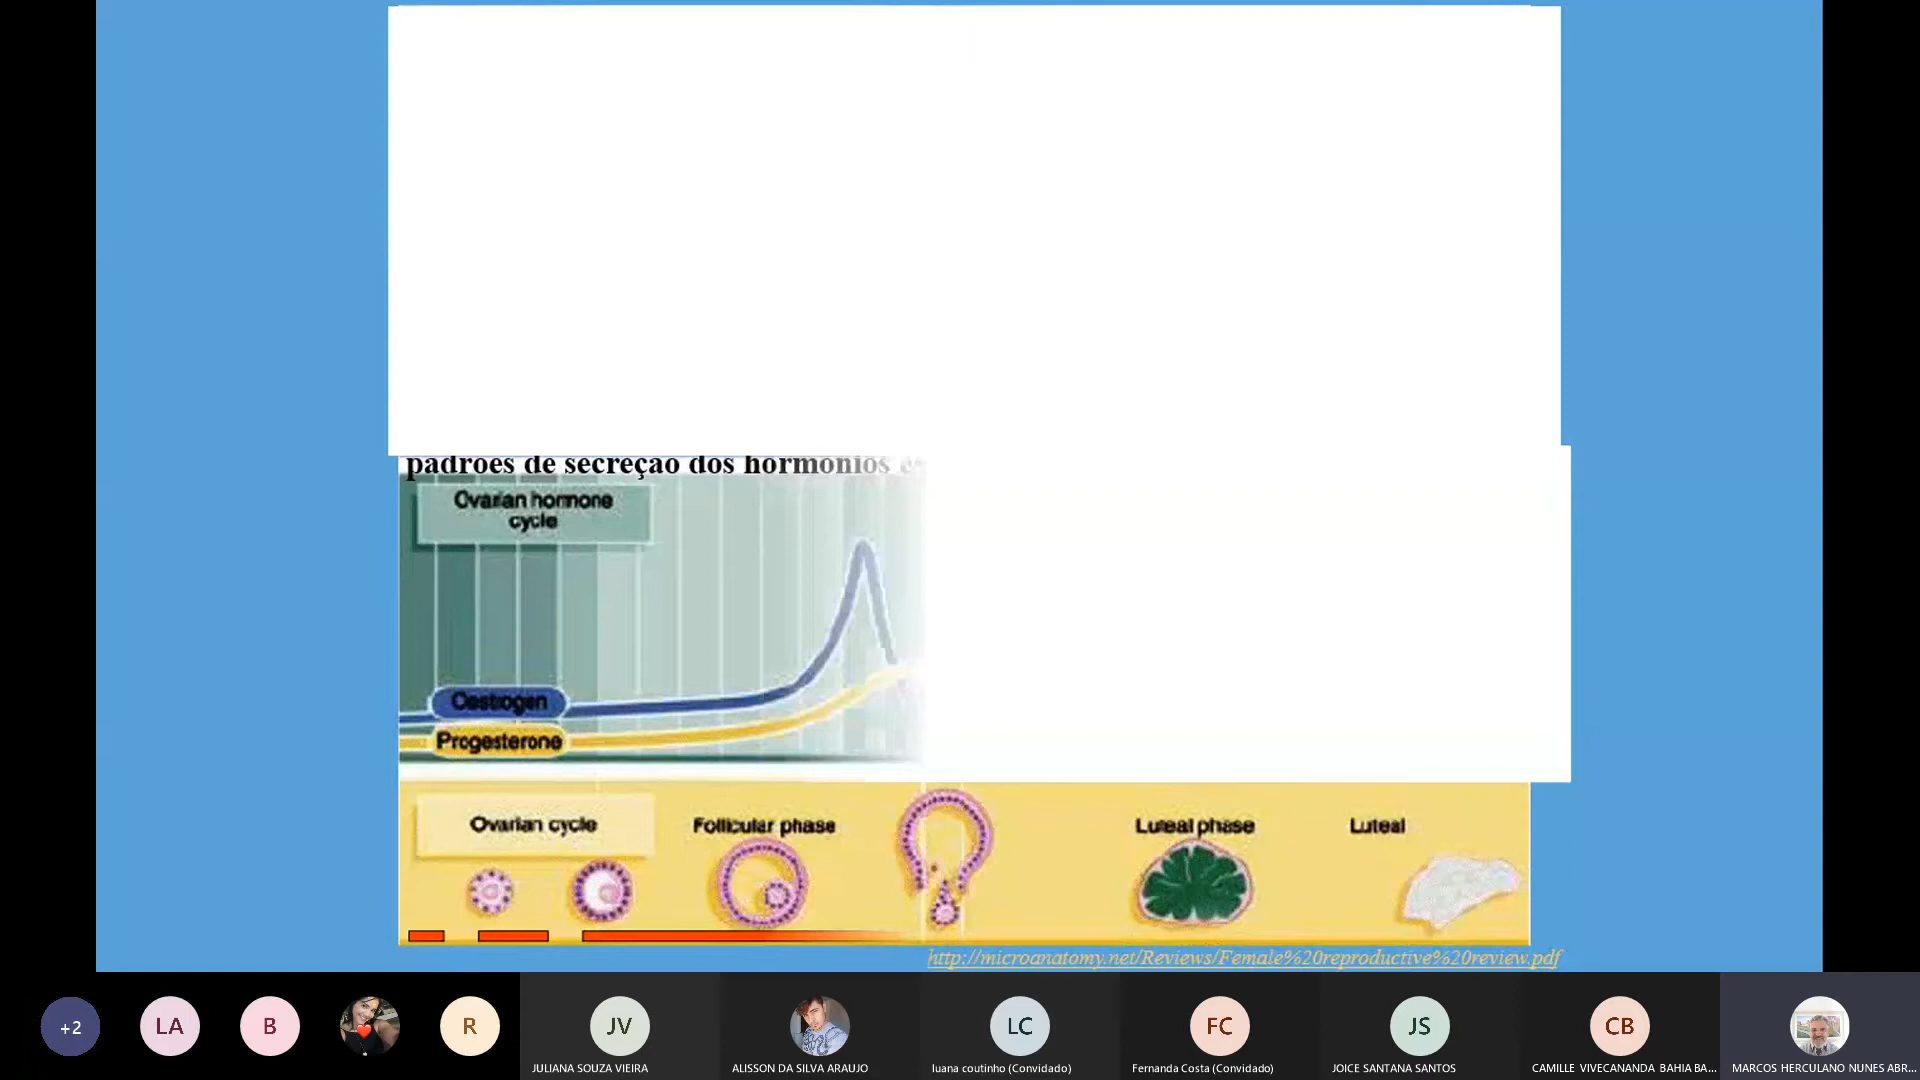 padrões de secreção dos hormônios
Ovarian hormone
cycle
Oestrogen
Progesterone
Ovarian cycle
Follicular phase
Luteal phase
Luteal
http://microanatomy.net/Reviews/Female%20reproductive%20review.pdf
+2
LA
B
R
JV
LC
FC
JS
CB
JULIANA SOUZA VIEIRA
ALISSON DA SILVA ARAUJO
luana coutinho (Convidado)
Fernanda Costa (Convidado)
JOICE SANTANA SANTOS
CAMILLE VIVECANANDA BAHIA BA...
MARCOS HERCULANO NUNES ABR...